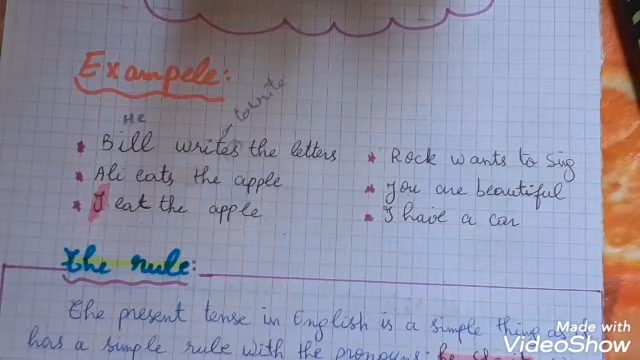 Exampele:
He
to write
Bill writes the letters
Ali eats the apple
I eat the apple
Rock wants to sing
you are beautiful
I have a car
the rule:
The present tense in English is a simple thing
has a simple rule with the pronouns:
Made with
VideoShow